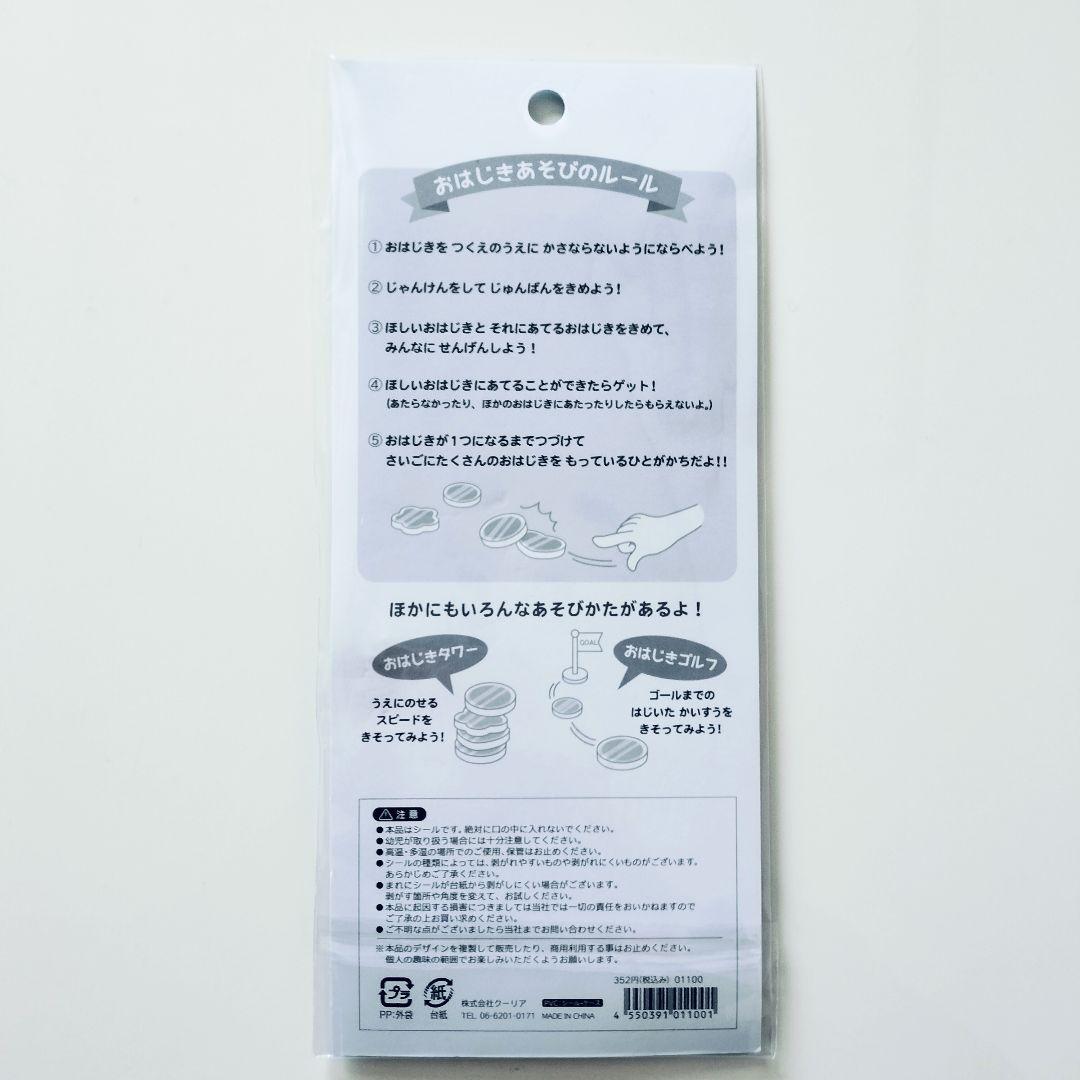 おはじきあそびのルール
① おはじきを つくえのうえに かさならないようにならべよう！
② じゃんけんをして じゅんばんをきめよう！
③ ほしいおはじきと それにあてるおはじきをきめて、
みんなに せんげんしよう！
④ ほしいおはじきにあてることができたらゲット！
(あたらなかったり、ほかのおはじきにあたったりしたらもらえないよ。)
⑤ おはじきが1つになるまでつづけて
さいごにたくさんのおはじきを もっているひとがかちだよ!!
ほかにもいろんなあそびかたがあるよ！
おはじきタワー
うえにのせる
スピードを
きそってみよう!
GOAL
おはじきゴルフ
ゴールまでの
はじいた かいすうを
きそってみよう!
注意
●本品はシールです。絶対に口の中に入れないでください。
●幼児が取り扱う場合には十分注意してください。
●高温・多湿の場所でのご使用、保管はお止めください。
●シールの種類によっては、剥がれやすいものや剥がれにくいものがございます。
あらかじめご了承ください。
●まれにシールが台紙から剥がしにくい場合がございます。
剥がす箇所や角度を変えて、お試しください。
●本品に起因する損害につきましては当社では一切の責任をおいかねますので
ご了承の上お買い求めください。
●ご不明な点がございましたら当社までお問い合わせください。
※本品のデザインを複製して販売したり、商用利用する事はお止めください。
個人の趣味の範囲でお楽しみいただくようお願いします。
352円(税込み) 01100
プラ
PP:外袋
紙
台紙
株式会社クーリア
TEL 06-6201-0171
PVC:シール・ケース
MADE IN CHINA
4 550391 011001